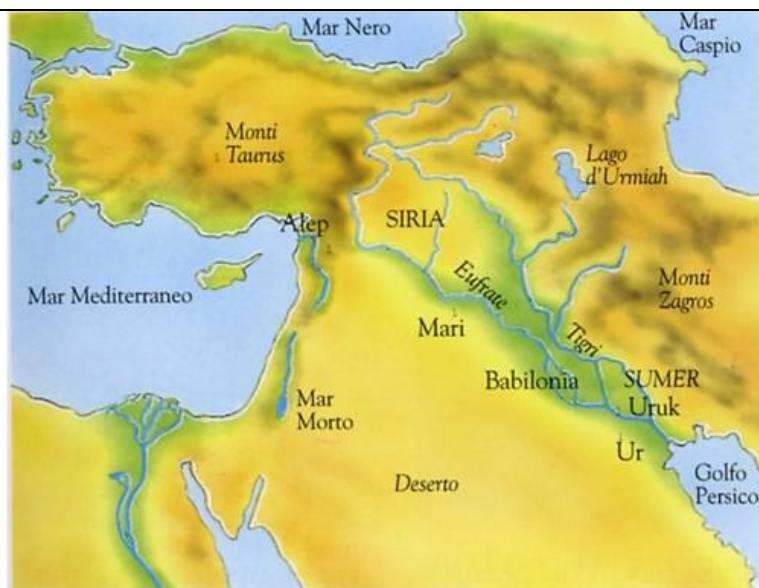 Mar Nero
Mar
Caspio
Monti
Taurus
Lago
d'Urmiah
Alep
SIRIA
Eufrate
Mar Mediterraneo
Monti
Zagros
Mari
Tigri
Babilonia
SUMER
Uruk
Mar
Morto
Ur
Deserto
Golfo
Persico